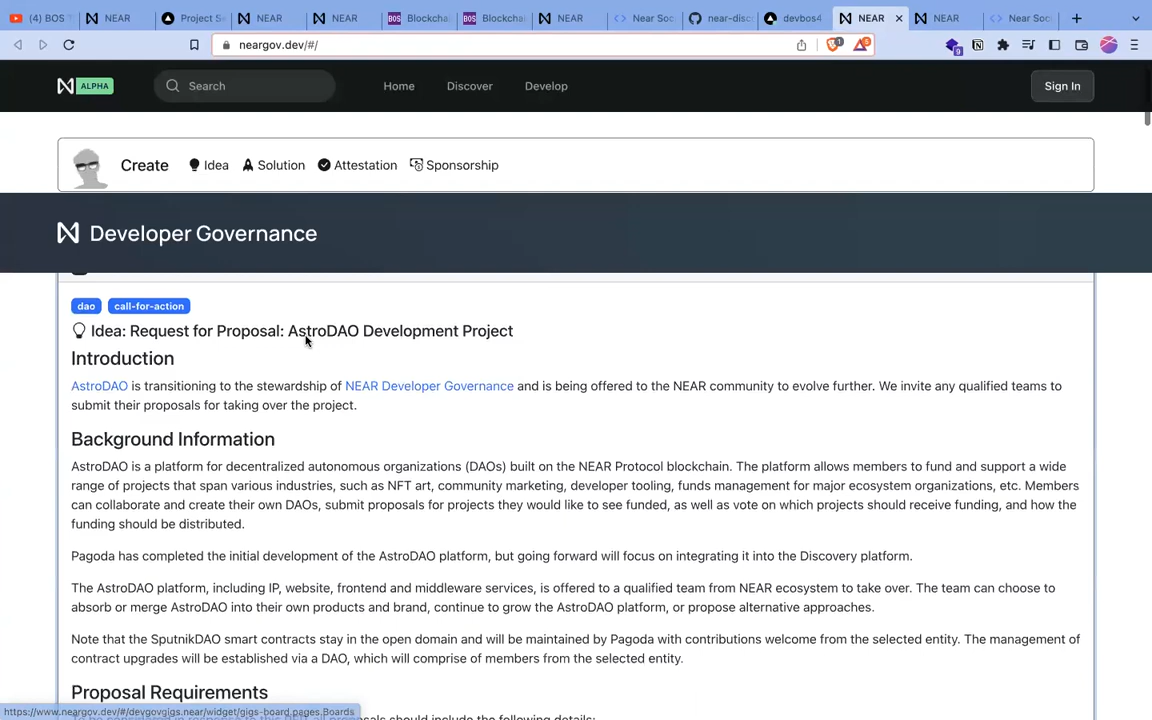 (4) BOS T
NEAR
Project S
NEAR
NEAR
BOS Blockcha
BOS Blockcha
NEAR
Near Soc
near-disc
devbos4
NEAR
NEAR
Near Soc
neargov.dev/#/
1
9
ALPHA
Search
Home
Discover
Develop
Sign In
Create
Idea
Solution
Attestation
Sponsorship
Developer Governance
dao
call-for-action
Idea: Request for Proposal: AstroDAO Development Project
Introduction
AstroDAO is transitioning to the stewardship of NEAR Developer Governance and is being offered to the NEAR community to evolve further. We invite any qualified teams to
submit their proposals for taking over the project.
Background Information
AstroDAO is a platform for decentralized autonomous organizations (DAOs) built on the NEAR Protocol blockchain. The platform allows members to fund and support a wide
range of projects that span various industries, such as NFT art, community marketing, developer tooling, funds management for major ecosystem organizations, etc. Members
can collaborate and create their own DAOs, submit proposals for projects they would like to see funded, as well as vote on which projects should receive funding, and how the
funding should be distributed.
Pagoda has completed the initial development of the AstroDAO platform, but going forward will focus on integrating it into the Discovery platform.
The AstroDAO platform, including IP, website, frontend and middleware services, is offered to a qualified team from NEAR ecosystem to take over. The team can choose to
absorb or merge AstroDAO into their own products and brand, continue to grow the AstroDAO platform, or propose alternative approaches.
Note that the SputnikDAO smart contracts stay in the open domain and will be maintained by Pagoda with contributions welcome from the selected entity. The management of
contract upgrades will be established via a DAO, which will comprise of members from the selected entity.
Proposal Requirements
should include the following details:
https://www.neargov.dev/#/devgovgigs.near/widget/gigs-board.pages.Boards